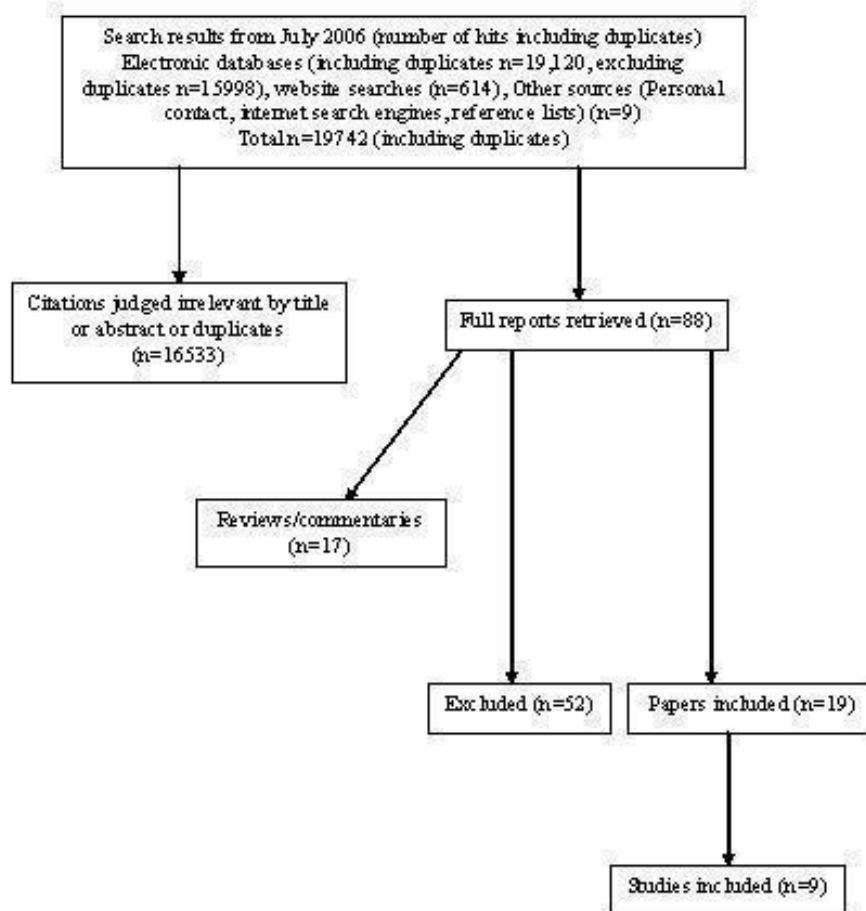 Search results from July 2006 (number of hits including duplicates)
Electronic databases (including duplicates n=19,120, excluding
duplicates n=15998), website searches (n=614), Other sources (Personal
contact, internet search engines, reference lists) (n=9)
Total n=19742 (including duplicates)
Citations judged irrelevant by title
or abstract or duplicates
(n=16533)
Full reports retrieved (n=88)
Reviews/commentaries
(n=17)
Excluded (n=52)
Papers included (n=19)
Studies included (n=9)